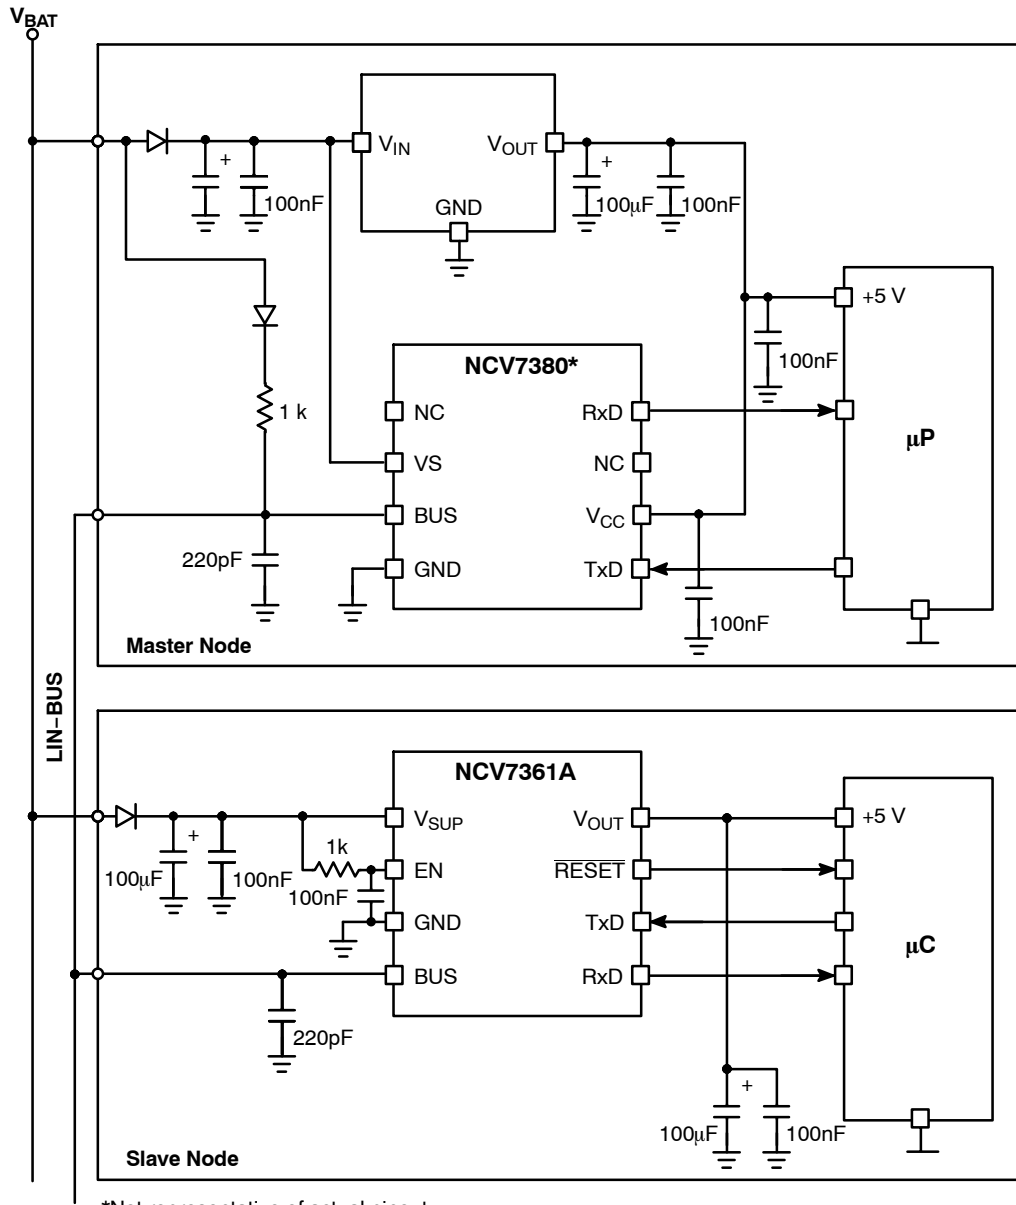 VBAT
VIN
VOUT
+
+
100nF
GND
100μF
100nF
+5 V
NCV7380*
100nF
1 k
NC
RxD
μP
VS
NC
BUS
VCC
220pF
GND
TxD
100nF
Master Node
LIN–BUS
NCV7361A
VSUP
VOUT
+5 V
+
1k
100μF
100nF
EN
RESET
100nF
GND
TxD
μC
BUS
RxD
220pF
+
100μF
100nF
Slave Node